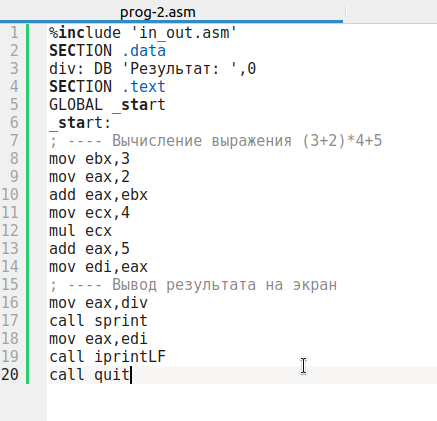 prog-2.asm
1 %include 'in_out.asm'
2 SECTION .data
3 div: DB 'Результат: ',0
4 SECTION .text
5 GLOBAL _start
6 _start:
7 ; ---- Вычисление выражения (3+2)*4+5
8 mov ebx,3
9 mov eax,2
10 add eax,ebx
11 mov ecx,4
12 mul ecx
13 add eax,5
14 mov edi,eax
15 ; ---- Вывод результата на экран
16 mov eax,div
17 call sprint
18 mov eax,edi
19 call iprintLF
20 call quit